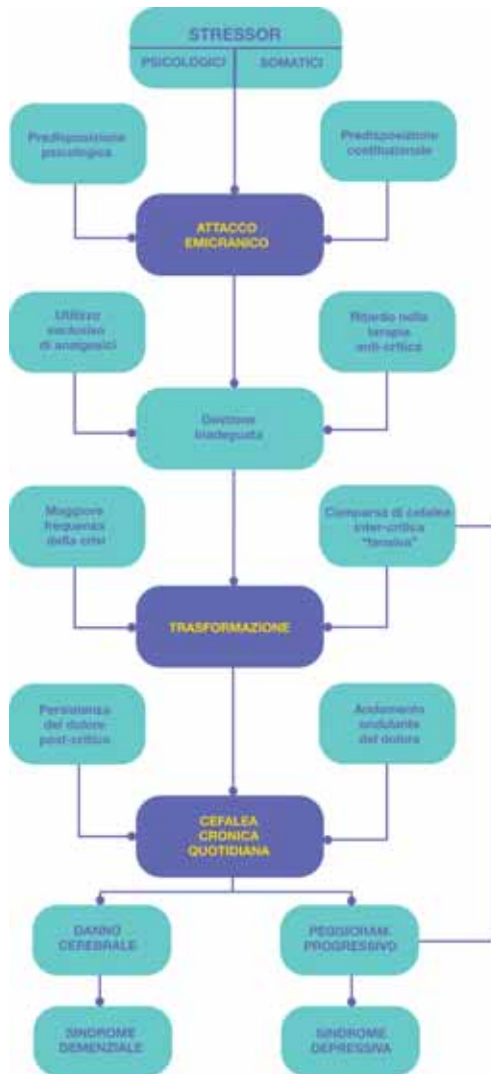 STRESSOR
PSICOLOGICI SOMATICI
Predisposizione
psicologica
Predisposizione
costituzionale
ATTACCO
EMICRANICO
Utilizzo
esclusivo
di analgesici
Ritardo nella
terapia
anti-critica
Gestione
inadeguata
Maggiore
frequenza
della crisi
Comparsa di cefalea
inter-critica
"tensiva"
TRASFORMAZIONE
Persistenza
del dolore
post-critico
Andamento
ondulante
del dolore
CEFALEA
CRONICA
QUOTIDIANA
DANNO
CEREBRALE
PEGGIORAM.
PROGRESSIVO
SINDROME
DEMENZIALE
SINDROME
DEPRESSIVA